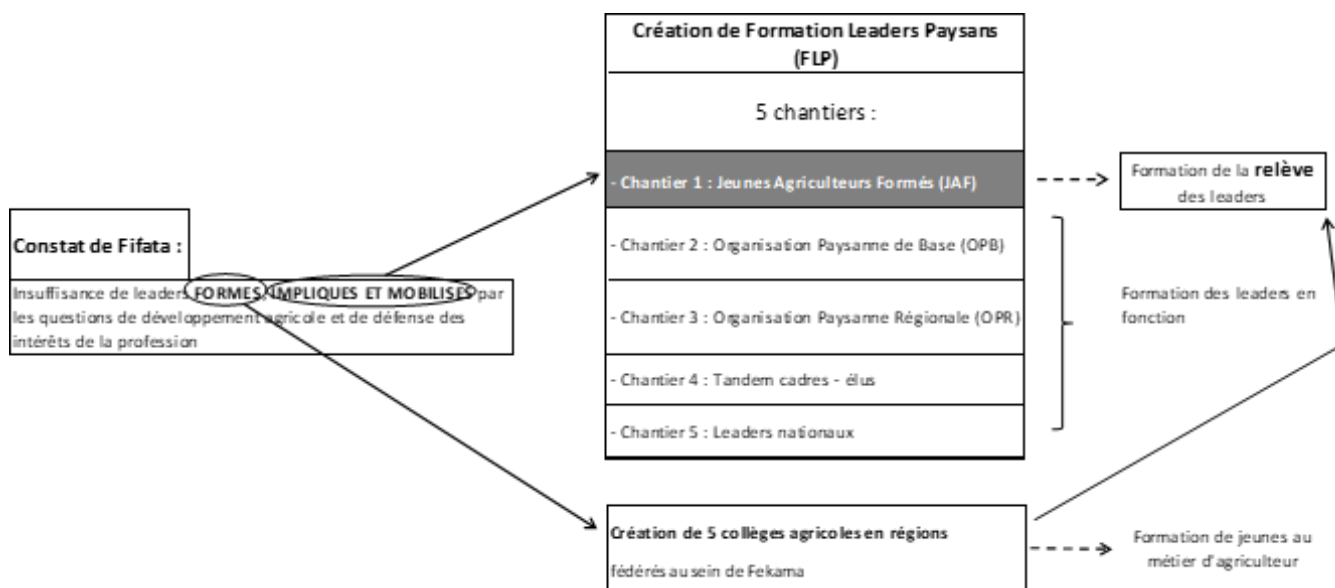 Création de Formation Leaders Paysans
(FLP)
5 chantiers :
- Chantier 1 : Jeunes Agriculteurs Formés (JAF)
Formation de la relève
des leaders
Constat de Fifata :
- Chantier 2 : Organisation Paysanne de Base (OPB)
Insuffisance de leaders FORMES, IMPLIQUES ET MOBILISES par
les questions de développement agricole et de défense des
intérêts de la profession
- Chantier 3 : Organisation Paysanne Régionale (OPR)
Formation des leaders en
fonction
- Chantier 4 : Tandem cadres - élus
- Chantier 5 : Leaders nationaux
Création de 5 collèges agricoles en régions
fédérés au sein de Fekama
Formation de jeunes au
métier d'agriculteur